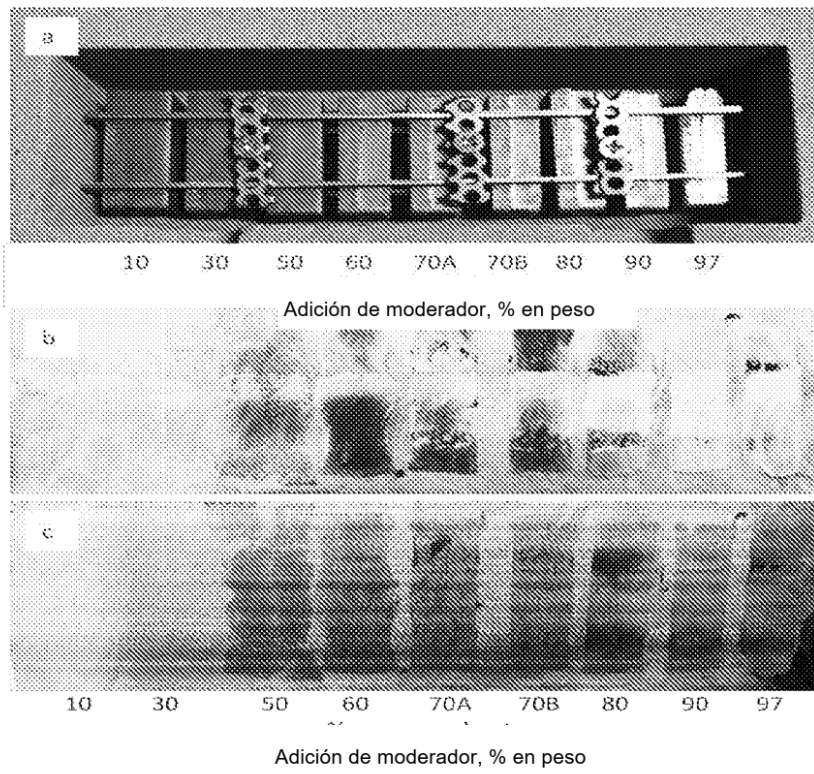 a
10 30 50 60 70A 70B 80 90 97
Adición de moderador, % en peso
b
c
10 30 50 60 70A 70B 80 90 97
Adición de moderador, % en peso